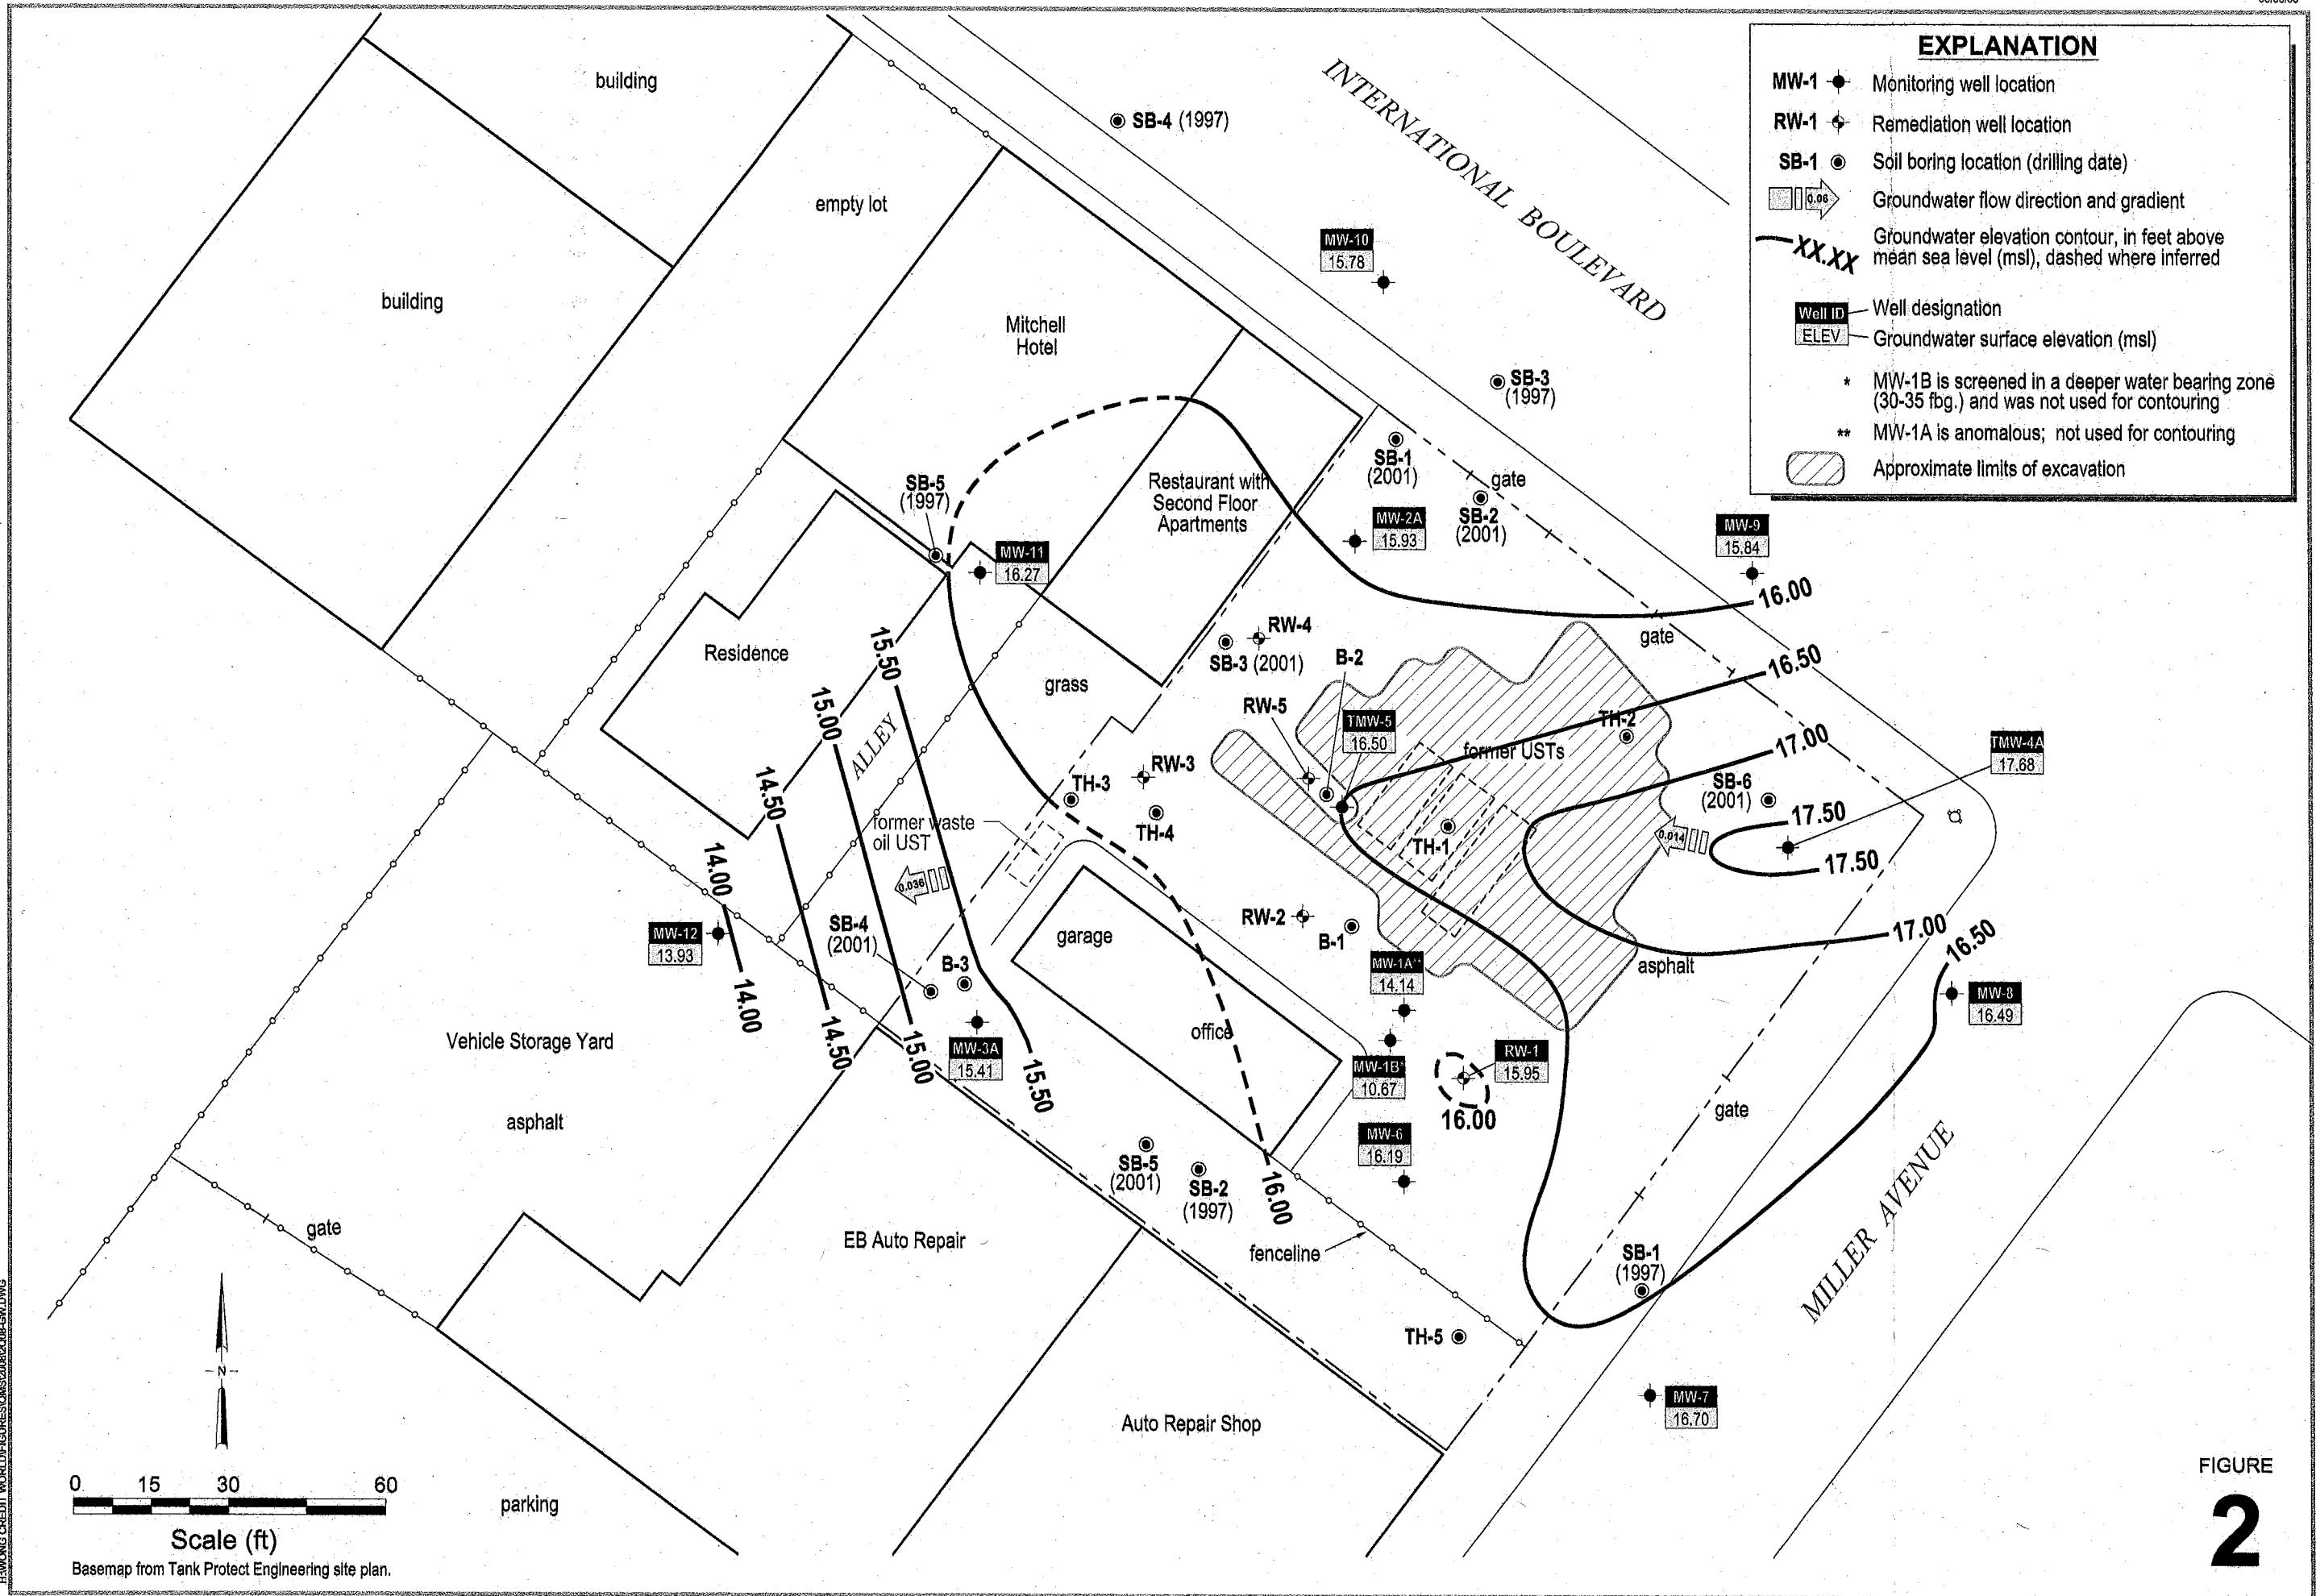 EXPLANATION
MW-1 Monitoring well location
RW-1 Remediation well location
SB-1 Soil boring location (drilling date)
0.06 Groundwater flow direction and gradient
XX.XX Groundwater elevation contour, in feet above
mean sea level (msl), dashed where inferred
Well ID Well designation
ELEV Groundwater surface elevation (msl)
* MW-1B is screened in a deeper water bearing zone
(30-35 fbg.) and was not used for contouring
** MW-1A is anomalous; not used for contouring
Approximate limits of excavation
building
SB-4 (1997)
INTERNATIONAL BOULEVARD
empty lot
MW-10
15.78
building
Mitchell
Hotel
SB-3
(1997)
SB-1
(2001)
gate
SB-2
(2001)
Restaurant with
Second Floor
Apartments
SB-5
(1997)
MW-2A
15.93
MW-9
15.84
MW-11
16.27
16.00
Residence
15.50
grass
RW-4
SB-3 (2001)
B-2
gate
16.50
15.00
ALLEY
RW-5
TMW-5
16.50
TH-2
former USTs
17.00
TMW-4A
17.68
14.50
TH-3
RW-3
SB-6
(2001)
17.50
former waste
oil UST
TH-4
TH-1
0.014
17.50
14.00
0.036
SB-4
(2001)
RW-2
B-1
17.00
16.50
MW-12
13.93
garage
B-3
MW-1A**
14.14
asphalt
MW-8
16.49
14.00
14.50
15.00
Vehicle Storage Yard
MW-3A
15.41
15.50
office
MW-1B*
10.67
RW-1
15.95
16.00
asphalt
gate
MW-6
16.19
SB-5
(2001)
SB-2
(1997)
16.00
MILLER AVENUE
gate
EB Auto Repair
fenceline
SB-1
(1997)
TH-5
N
MW-7
16.70
Auto Repair Shop
FIGURE
2
0 15 30 60
Scale (ft)
parking
Basemap from Tank Protect Engineering site plan.